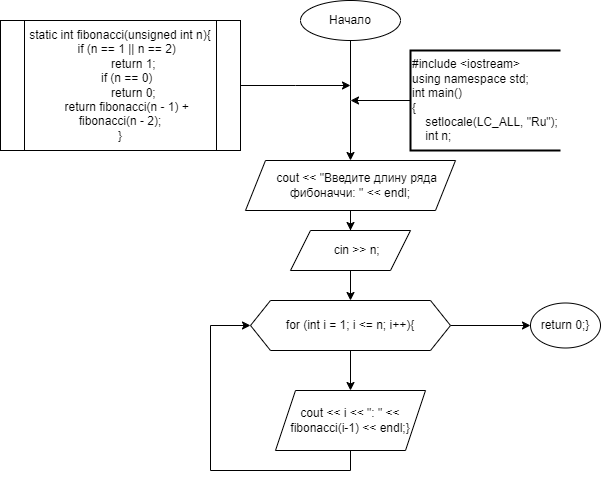 Начало
static int fibonacci(unsigned int n){
if (n == 1 || n == 2)
return 1;
if (n == 0)
return 0;
return fibonacci(n - 1) +
fibonacci(n - 2);
}
#include <iostream>
using namespace std;
int main()
{
setlocale(LC_ALL, "Ru");
int n;
cout << "Введите длину ряда
фибоначчи: " << endl;
cin >> n;
for (int i = 1; i <= n; i++){
return 0;}
cout << i << ": " <<
fibonacci(i-1) << endl;}